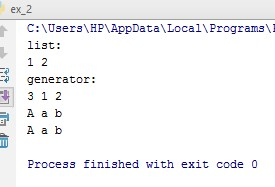 ex_2
C:\Users\HP\AppData\Local\Programs\
list:
1 2
generator:
3 1 2
A a b
A a b
Process finished with exit code 0